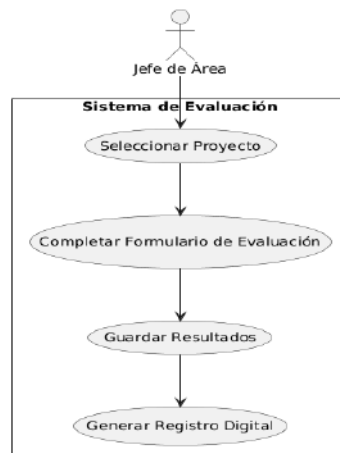 Jefe de Área
Sistema de Evaluación
Seleccionar Proyecto
Completar Formulario de Evaluación
Guardar Resultados
Generar Registro Digital